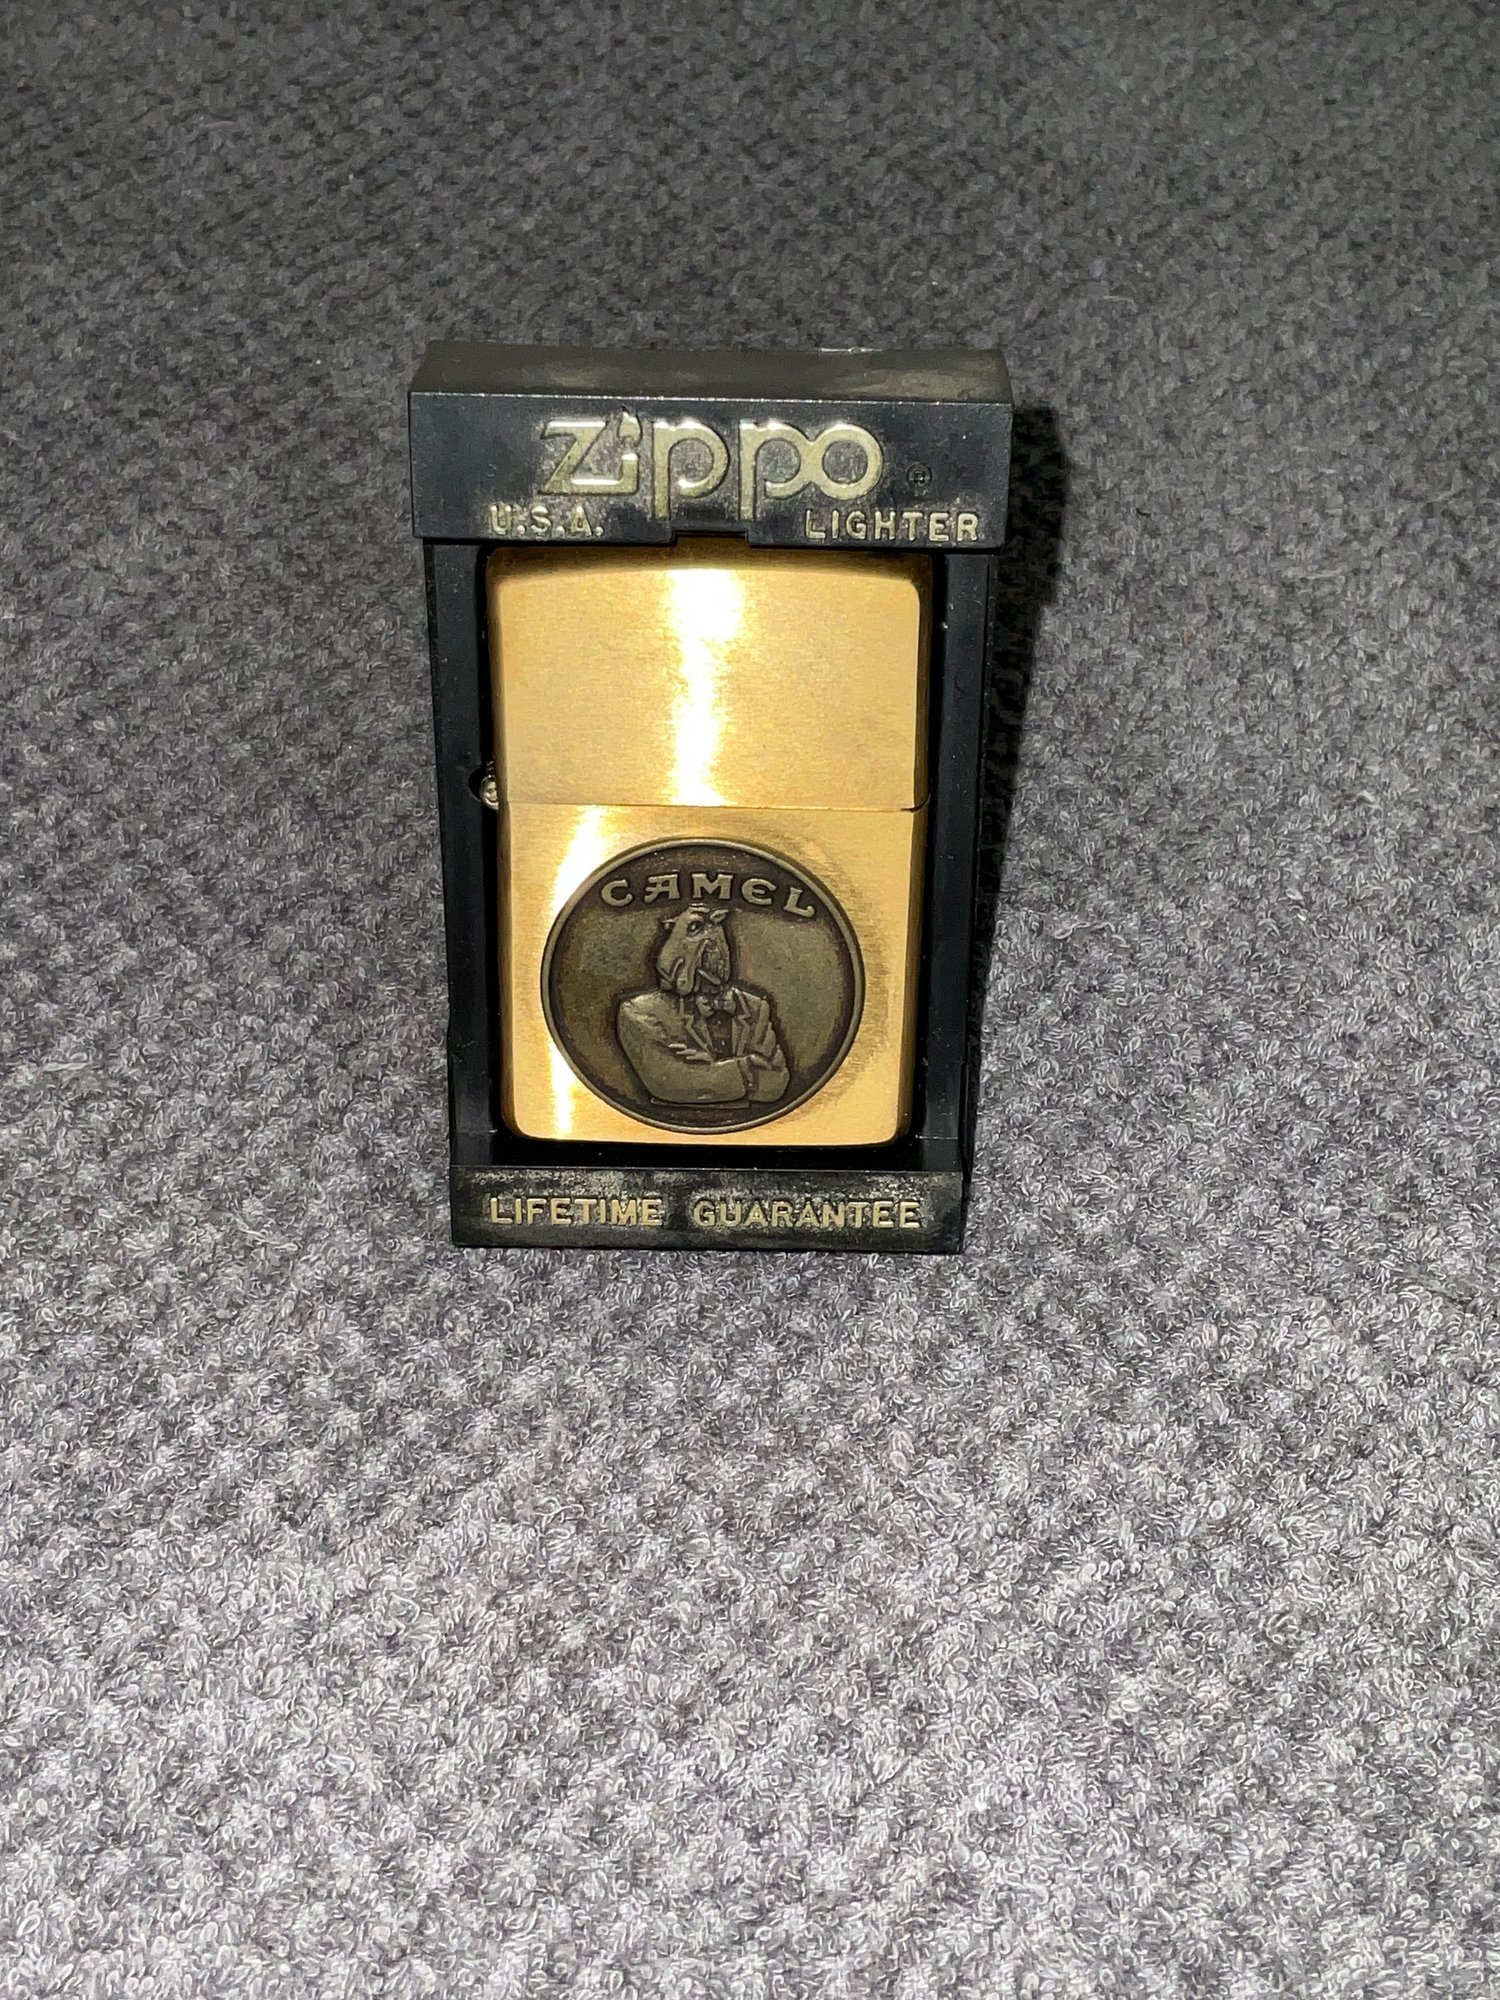 zippo ®
U.S.A. LIGHTER
CAMEL
LIFETIME GUARANTEE